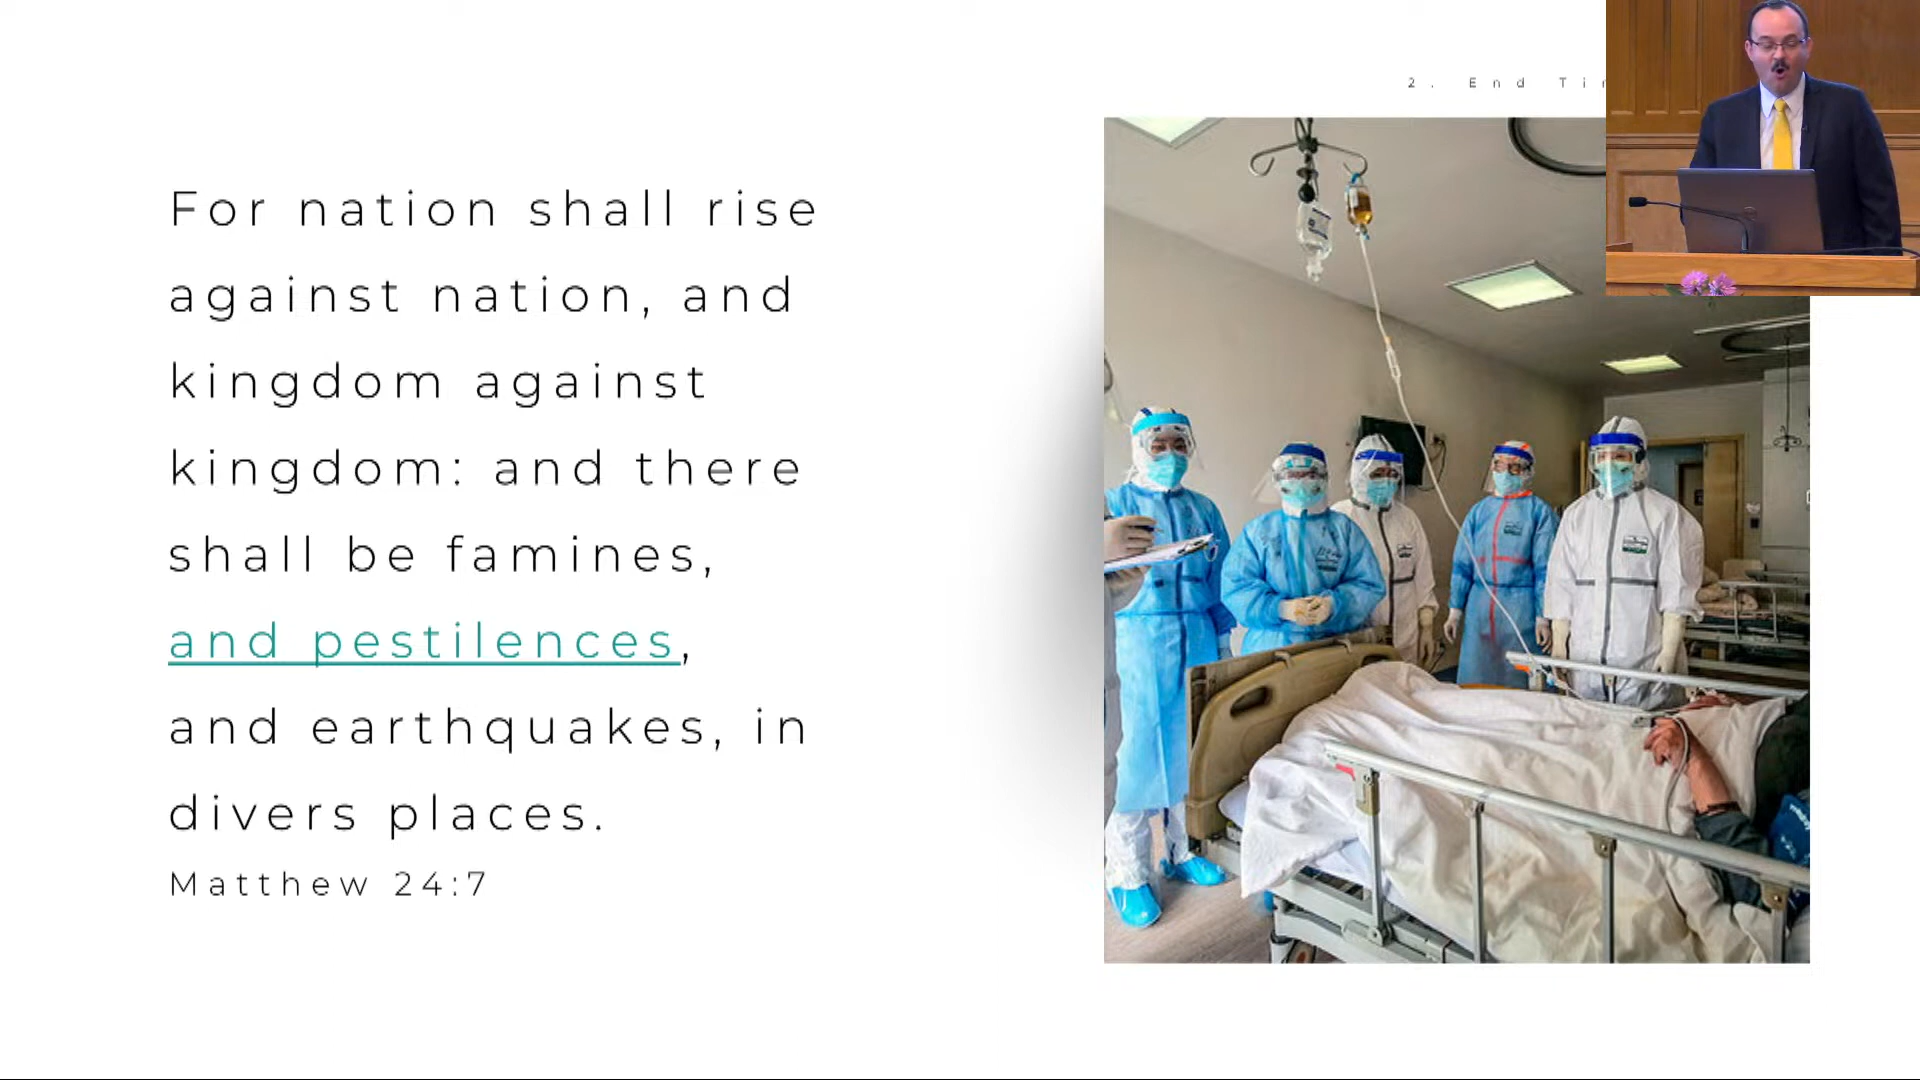 2. End
For nation shall rise
against nation, and
kingdom against
kingdom: and there
shall be famines,
and pestilences,
and earthquakes, in
divers places.
Matthew 24:7